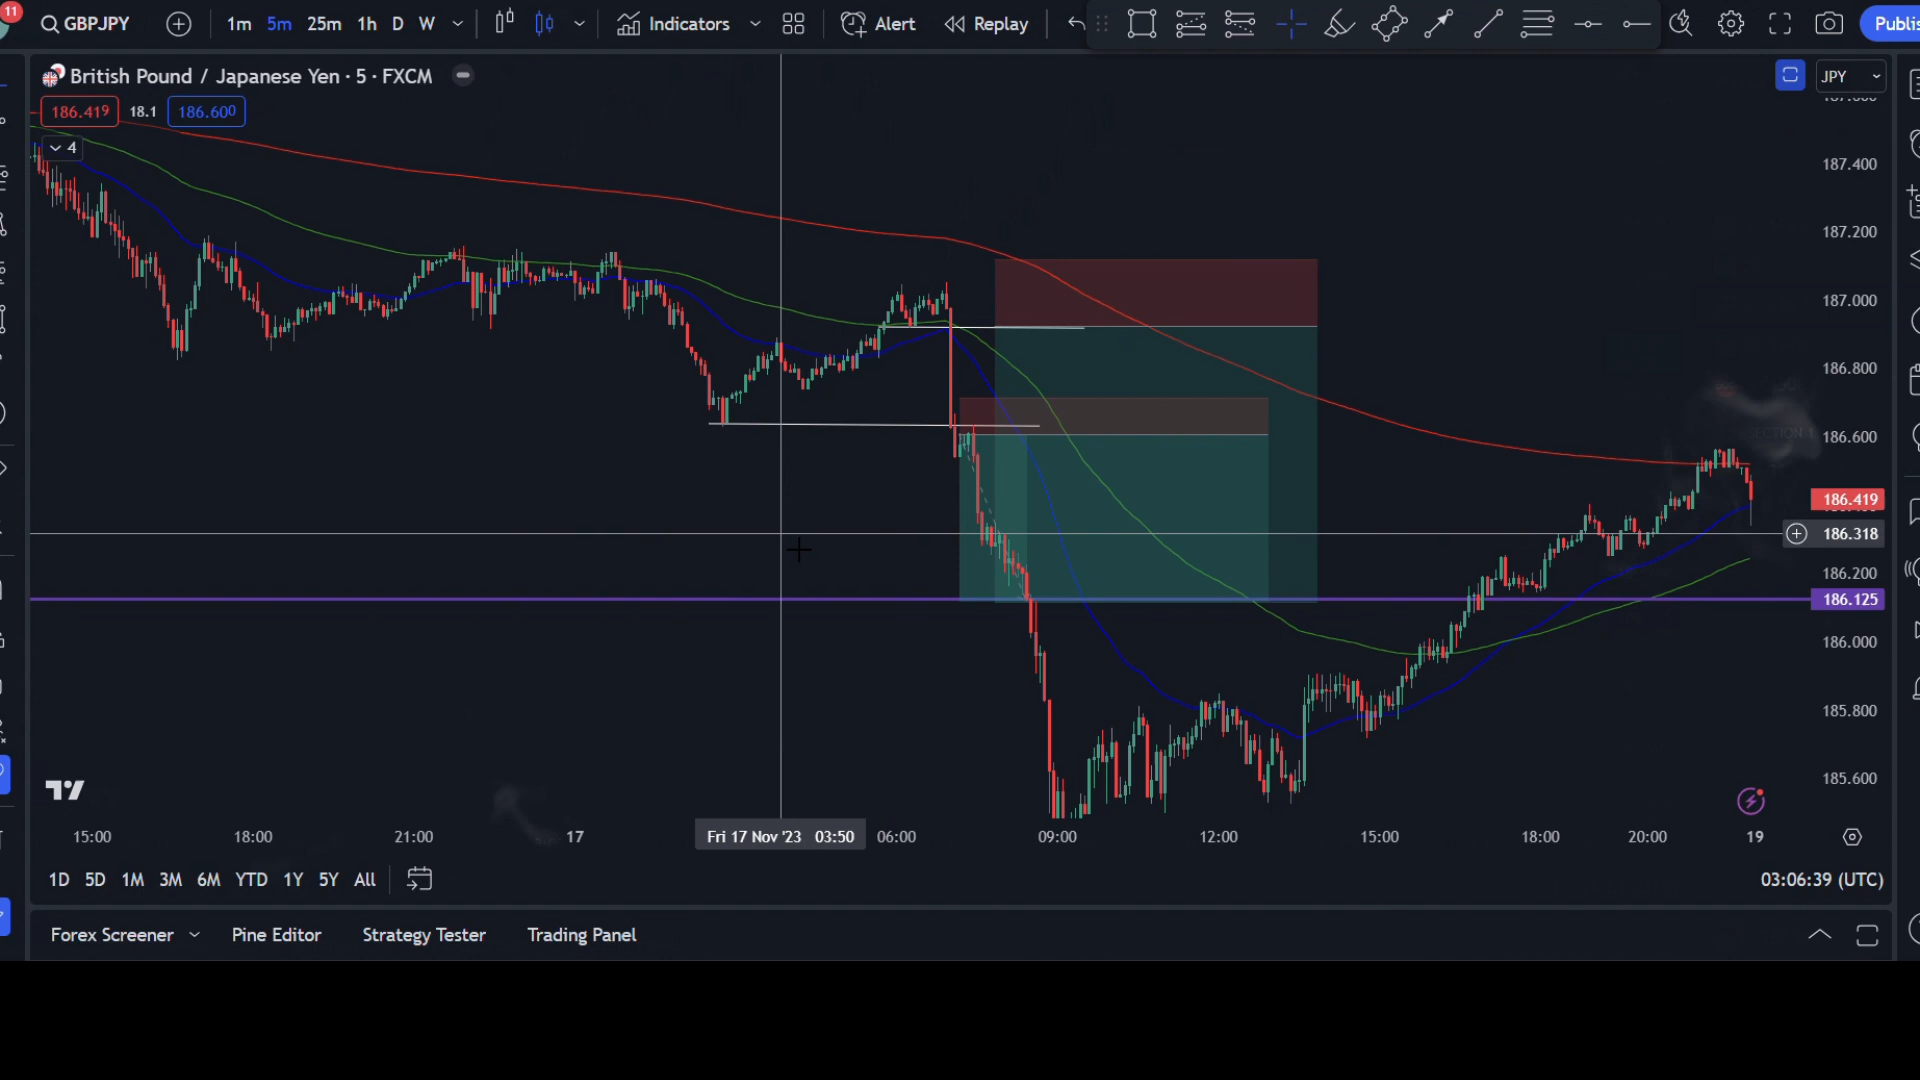 11
GBPJPY
1m 5m 25m 1h D W
Indicators
Alert
Replay
Publis
British Pound / Japanese Yen · 5 · FXCM
JPY
186.419 18.1 186.600
4
187.400
187.200
187.000
186.800
186.600
186.419
186.318
186.200
186.125
186.000
185.800
185.600
15:00 18:00 21:00 17 Fri 17 Nov '23 03:50 06:00 09:00 12:00 15:00 18:00 20:00 19
1D 5D 1M 3M 6M YTD 1Y 5Y All
03:06:39 (UTC)
Forex Screener Pine Editor Strategy Tester Trading Panel